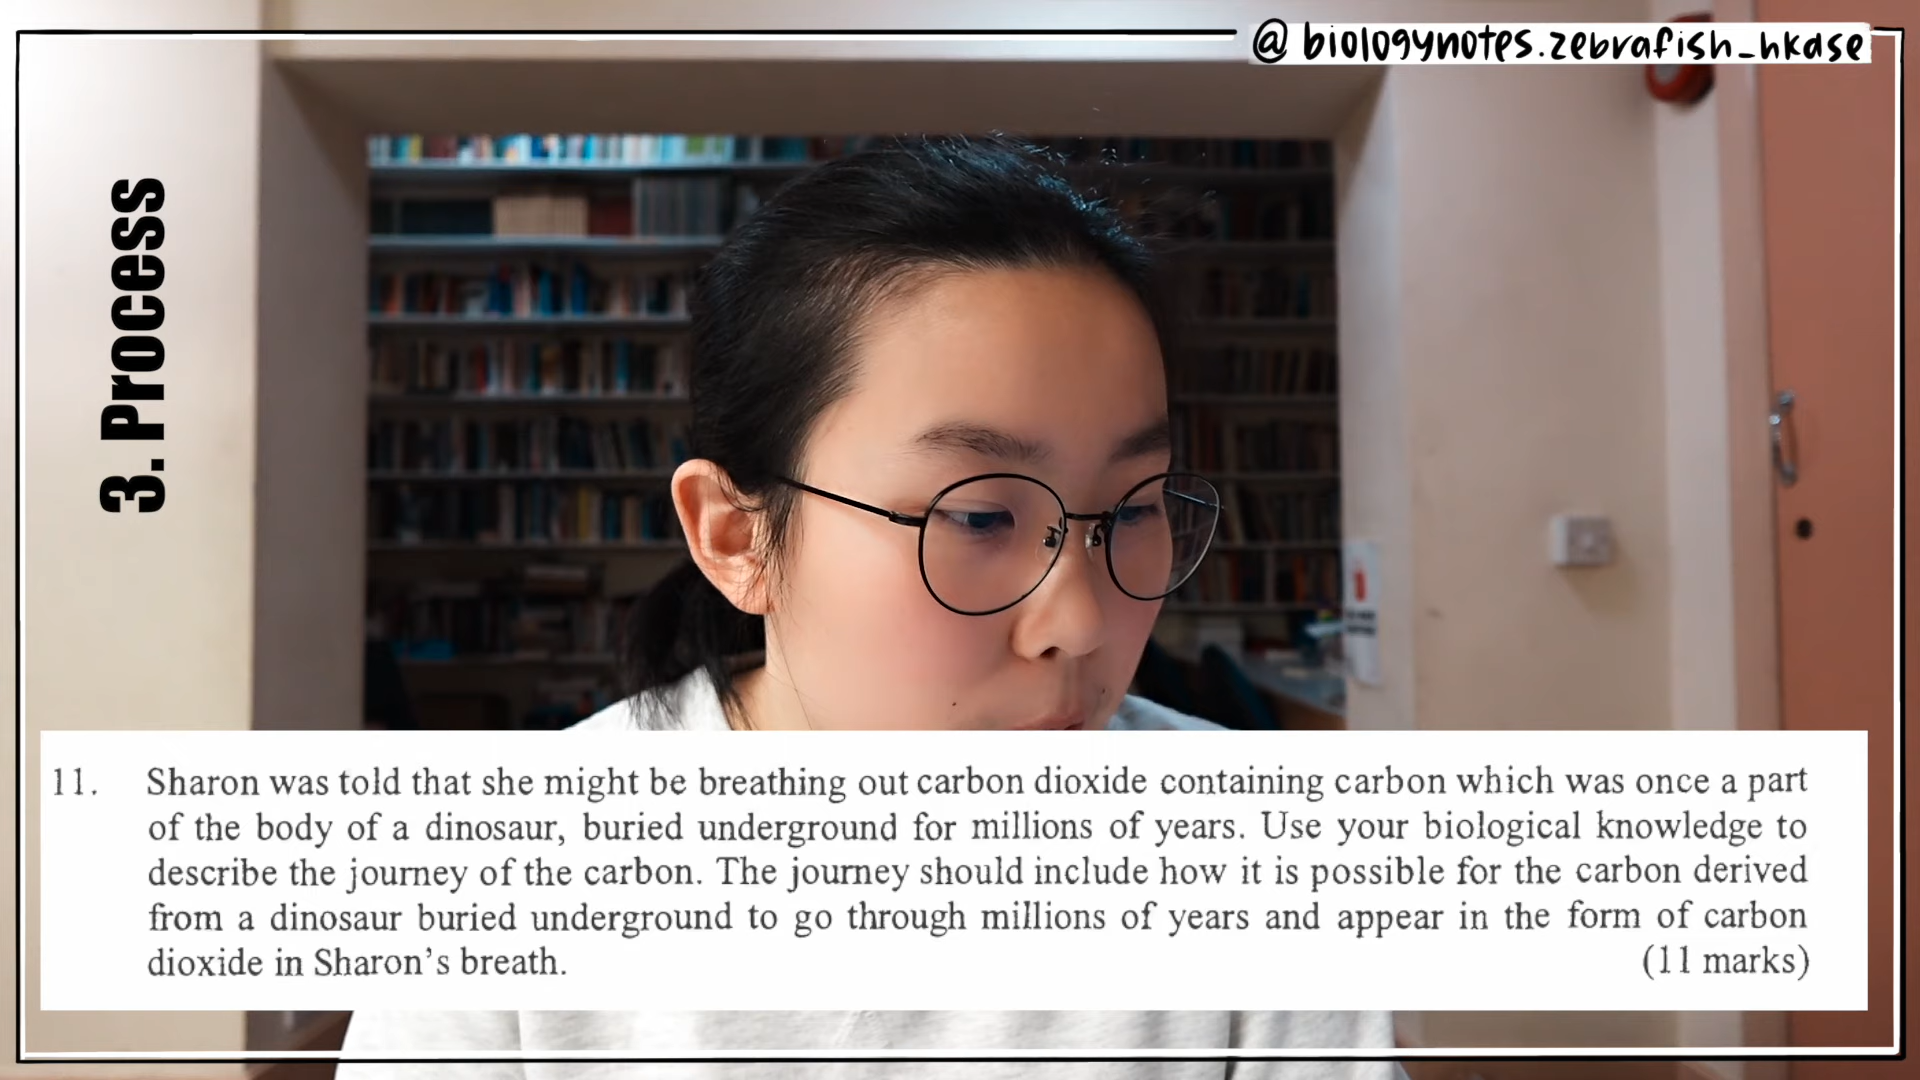 @ biologynotes.zebrafish_hkdse
3. Process
11. Sharon was told that she might be breathing out carbon dioxide containing carbon which was once a part
of the body of a dinosaur, buried underground for millions of years. Use your biological knowledge to
describe the journey of the carbon. The journey should include how it is possible for the carbon derived
from a dinosaur buried underground to go through millions of years and appear in the form of carbon
dioxide in Sharon's breath. (11 marks)